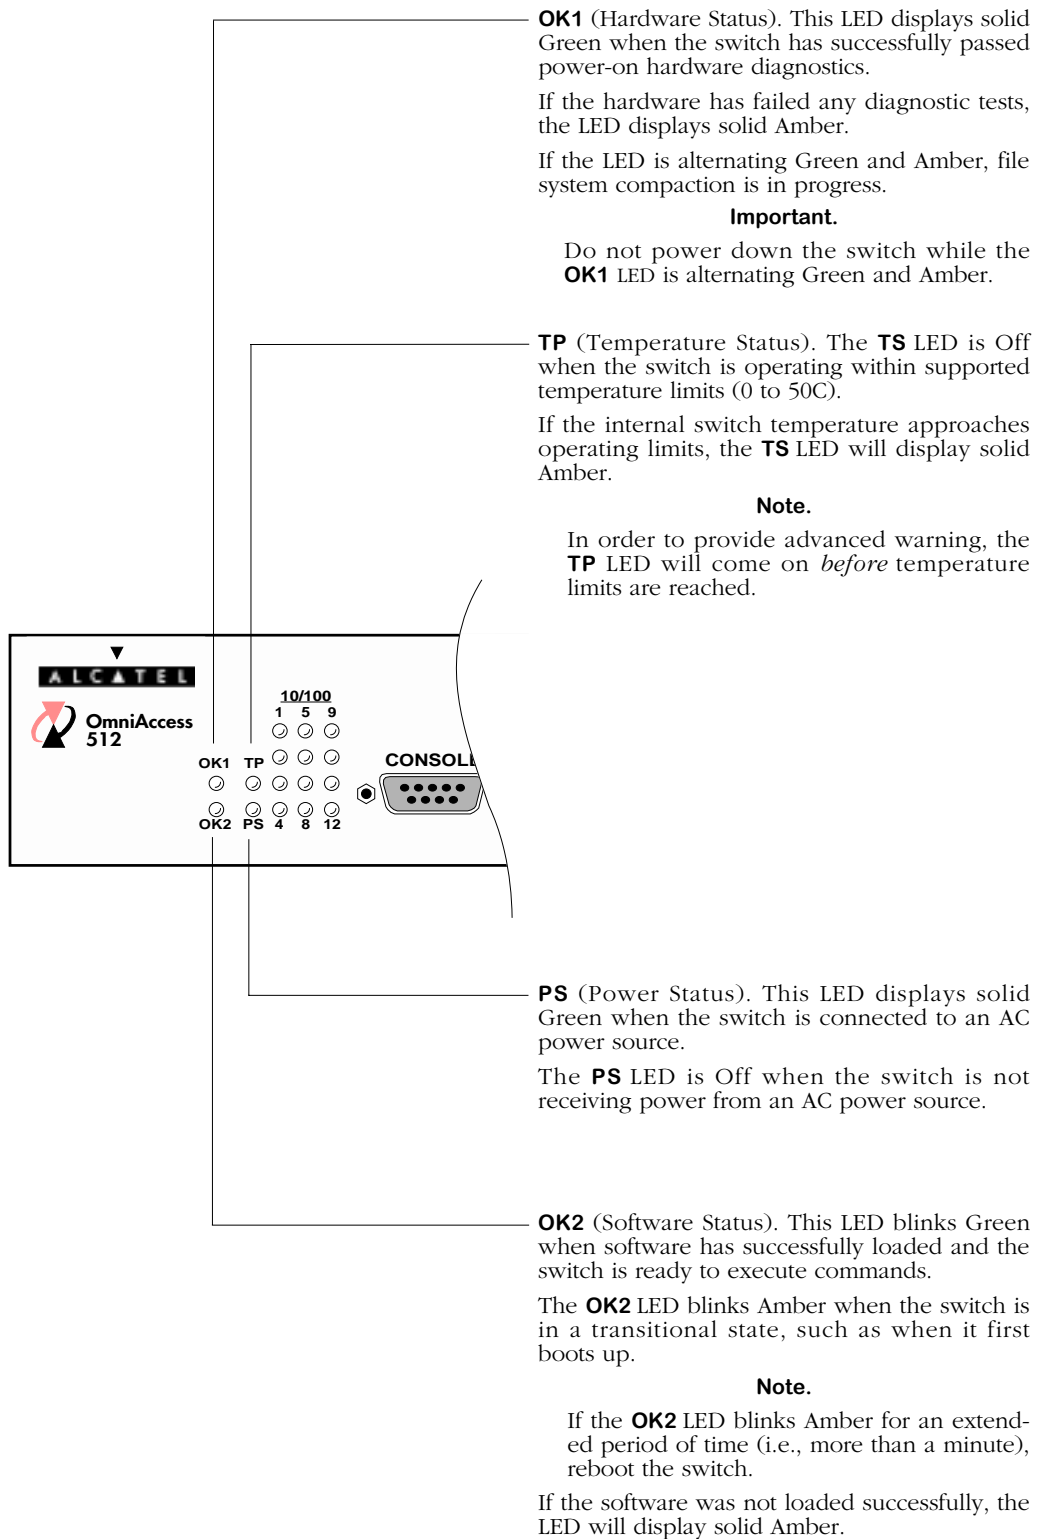 OK1 (Hardware Status). This LED displays solid
Green when the switch has successfully passed
power-on hardware diagnostics.
If the hardware has failed any diagnostic tests,
the LED displays solid Amber.
If the LED is alternating Green and Amber, file
system compaction is in progress.
Important.
Do not power down the switch while the
OK1 LED is alternating Green and Amber.
TP (Temperature Status). The TS LED is Off
when the switch is operating within supported
temperature limits (0 to 50C).
If the internal switch temperature approaches
operating limits, the TS LED will display solid
Amber.
Note.
In order to provide advanced warning, the
TP LED will come on before temperature
limits are reached.
ALCATEL
OmniAccess
512
10/100
1 5 9
OK1 TP
CONSOLE
OK2 PS 4 8 12
PS (Power Status). This LED displays solid
Green when the switch is connected to an AC
power source.
The PS LED is Off when the switch is not
receiving power from an AC power source.
OK2 (Software Status). This LED blinks Green
when software has successfully loaded and the
switch is ready to execute commands.
The OK2 LED blinks Amber when the switch is
in a transitional state, such as when it first
boots up.
Note.
If the OK2 LED blinks Amber for an extend-
ed period of time (i.e., more than a minute),
reboot the switch.
If the software was not loaded successfully, the
LED will display solid Amber.